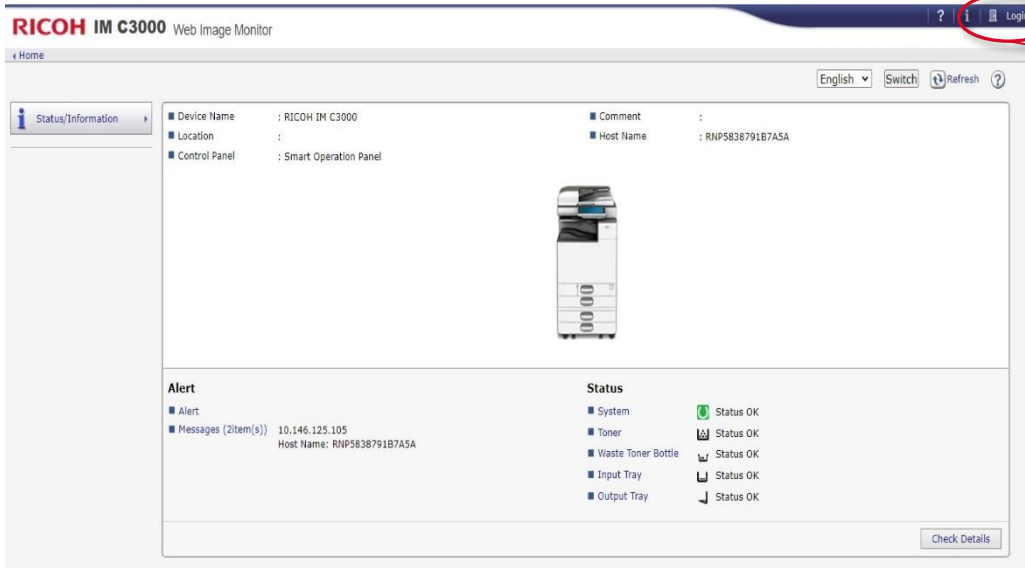 RICOH IM C3000 Web Image Monitor
? i Login
Home
English Switch Refresh ?
Status/Information
Device Name : RICOH IM C3000
Location :
Control Panel : Smart Operation Panel
Comment :
Host Name : RNP5838791B7A5A
Alert
Alert
Messages (2item(s)) 10.146.125.105
Host Name: RNP5838791B7A5A
Status
System Status OK
Toner Status OK
Waste Toner Bottle Status OK
Input Tray Status OK
Output Tray Status OK
Check Details